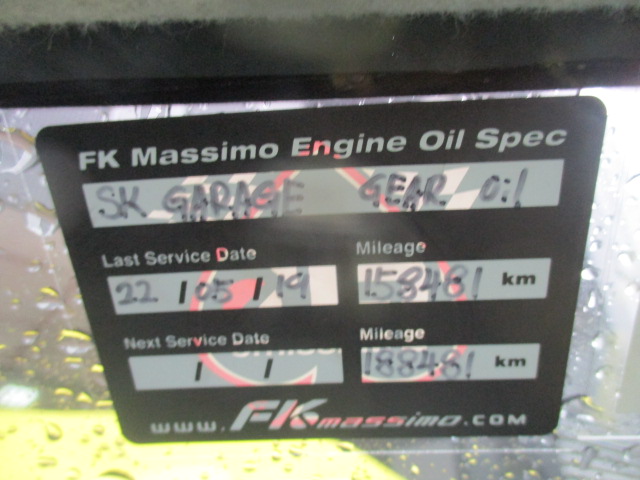 FK Massimo Engine Oil Spec
SK GARAGE GEAR Oil
Last Service Date Mileage
22 / 05 / 19 158481 km
Next Service Date Mileage
/ / 188481 km
www.FKmassimo.com